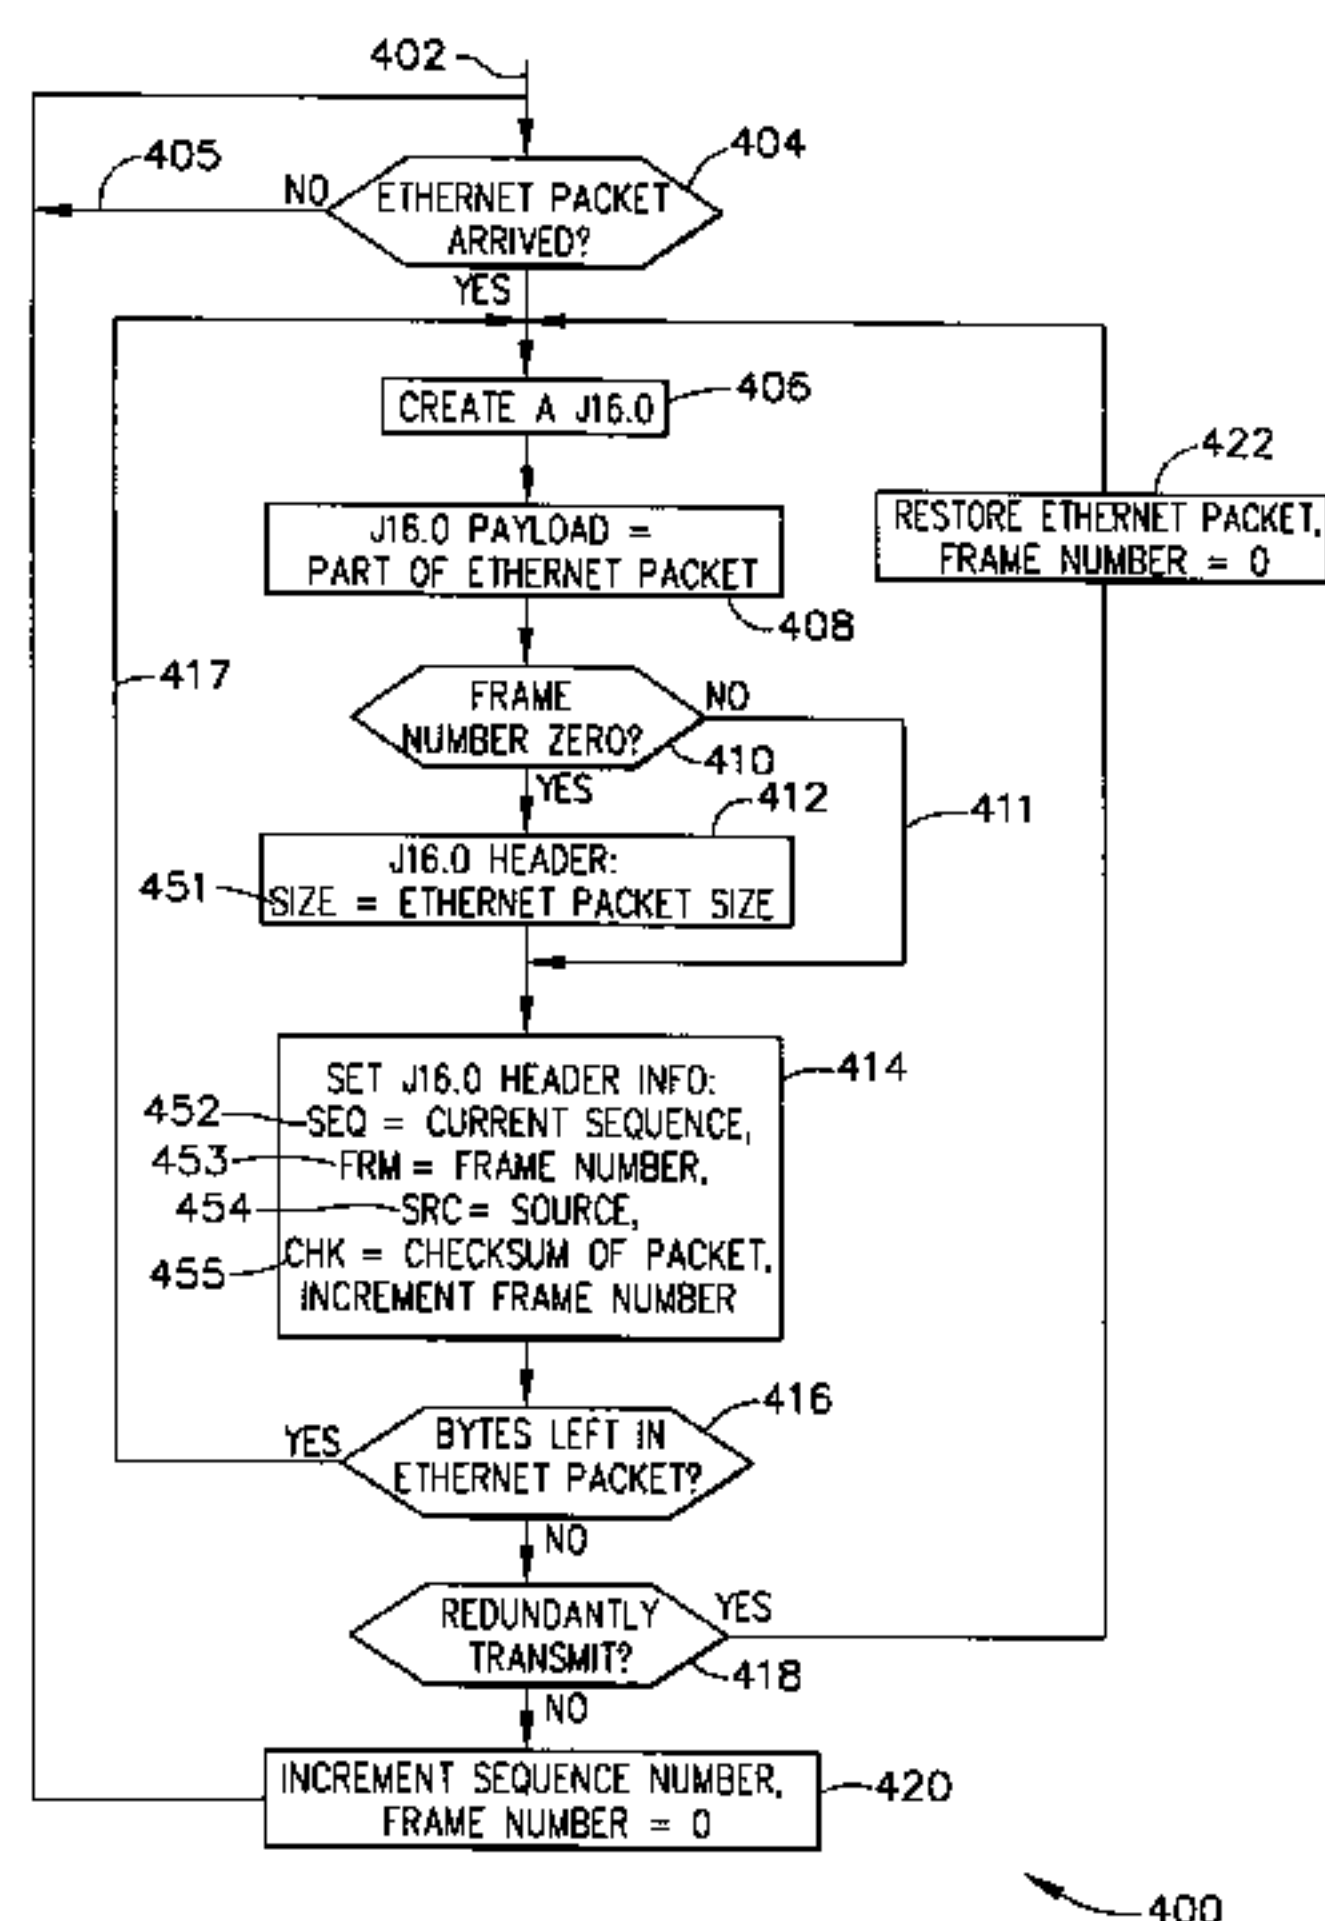 402
405
NO
404
ETHERNET PACKET
ARRIVED?
YES
406
CREATE A J16.0
422
RESTORE ETHERNET PACKET,
FRAME NUMBER = 0
J16.0 PAYLOAD =
PART OF ETHERNET PACKET
408
417
FRAME
NUMBER ZERO?
NO
410
YES
412
411
J16.0 HEADER:
451
SIZE = ETHERNET PACKET SIZE
414
SET J16.0 HEADER INFO:
452
SEQ = CURRENT SEQUENCE,
453
FRM = FRAME NUMBER,
454
SRC = SOURCE,
455
CHK = CHECKSUM OF PACKET,
INCREMENT FRAME NUMBER
416
YES
BYTES LEFT IN
ETHERNET PACKET?
NO
REDUNDANTLY
TRANSMIT?
YES
418
NO
INCREMENT SEQUENCE NUMBER,
FRAME NUMBER = 0
420
400